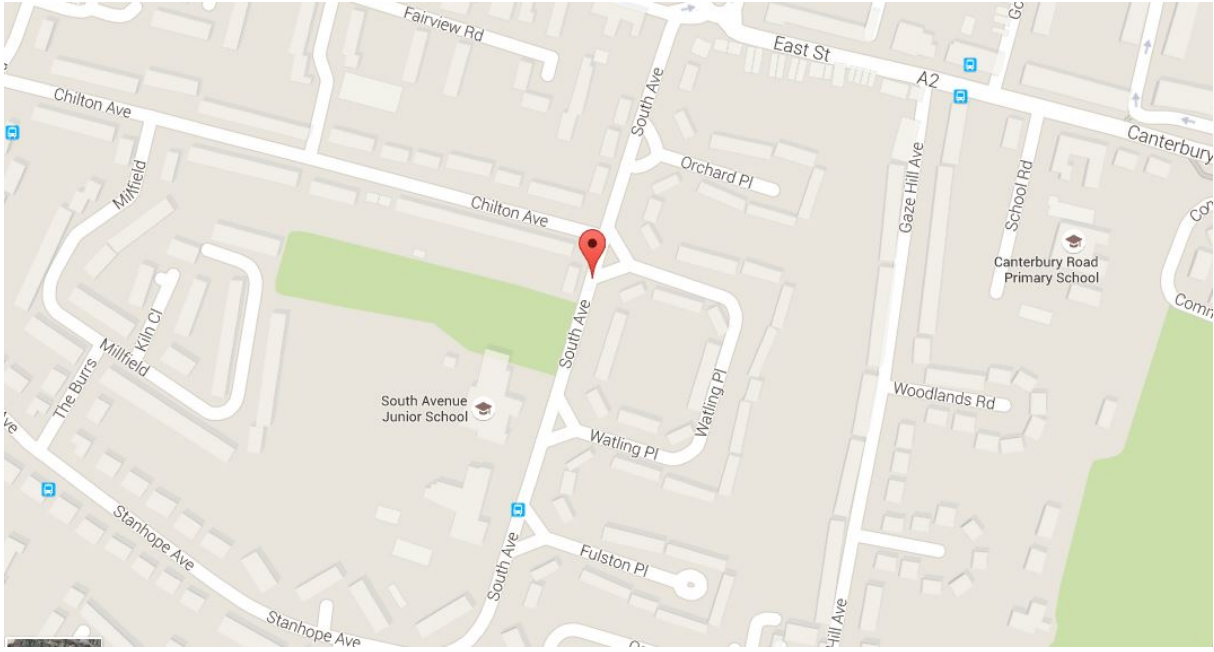 Fairview Rd
East St
A2
Chilton Ave
South Ave
Canterbury
Millfield
Orchard Pl
Gaze Hill Ave
School Rd
Chilton Ave
Canterbury Road
Primary School
Kiln Cl
South Ave
Millfield
The Burrs
South Avenue
Junior School
Watling Pl
Woodlands Rd
Watling Pl
Stanhope Ave
South Ave
Fulston Pl
Stanhope Ave
Hill Ave